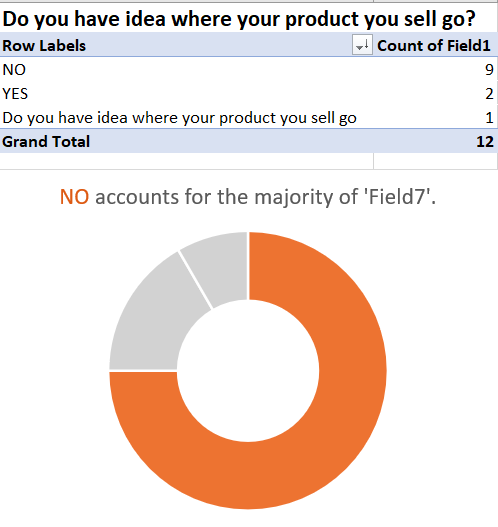 Do you have idea where your product you sell go?
Row Labels Count of Field1
NO 9
YES 2
Do you have idea where your product you sell go 1
Grand Total 12
NO accounts for the majority of 'Field7'.